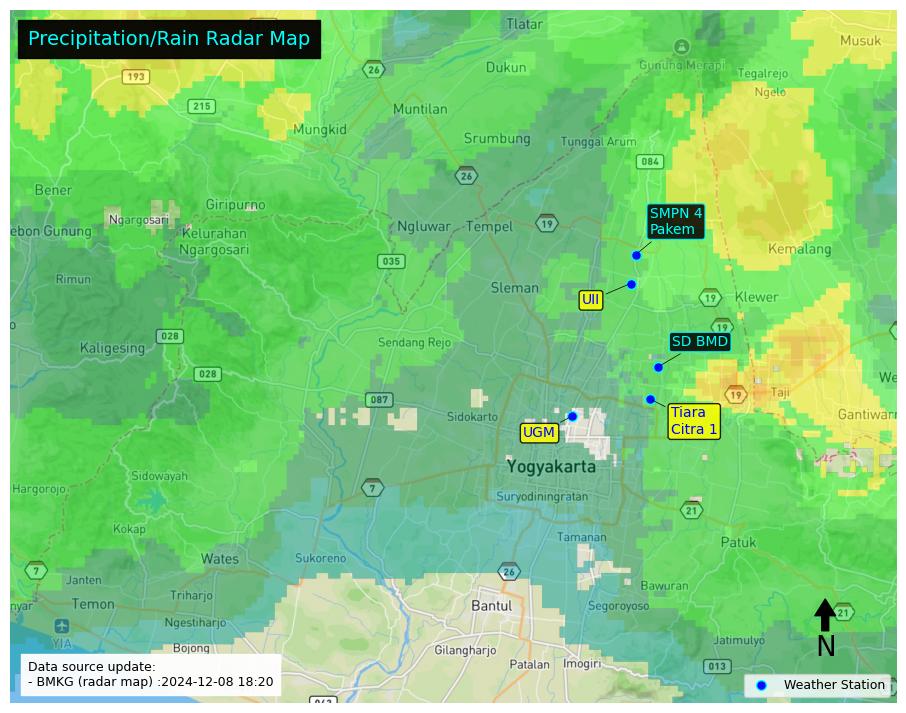 Precipitation/Rain Radar Map
Tlatar
Musuk
26
Gunung Merapi
193
Dukun
Tegalrejo
Ngelo
215
Muntilan
Mungkid
Srumbung
Tunggal Arum
084
26
Bener
Giripurno
SMPN 4
Pakem
Ngargosari
Ngluwar
Tempel
19
ebon Gunung
Kelurahan
Ngargosari
Kemalang
035
Rimun
Sleman
UII
19
Klewer
19
028
Sendang Rejo
SD BMD
Kaligesing
028
Taji
087
19
Tiara
Citra 1
Gantiwar
Sidokarto
UGM
Yogyakarta
Sidowayah
Hargorojo
7
Suryodiningratan
21
Kokap
Tamanan
Patuk
Wates
Sukoreno
7
26
Janten
Bawuran
nyar
Temon
Triharjo
Bantul
Segoroyoso
21
Ngestiharjo
YIA
N
Bojong
Gilangharjo
Jatimulyo
Patalan
Imogiri
013
Data source update:
- BMKG (radar map) :2024-12-08 18:20
Weather Station